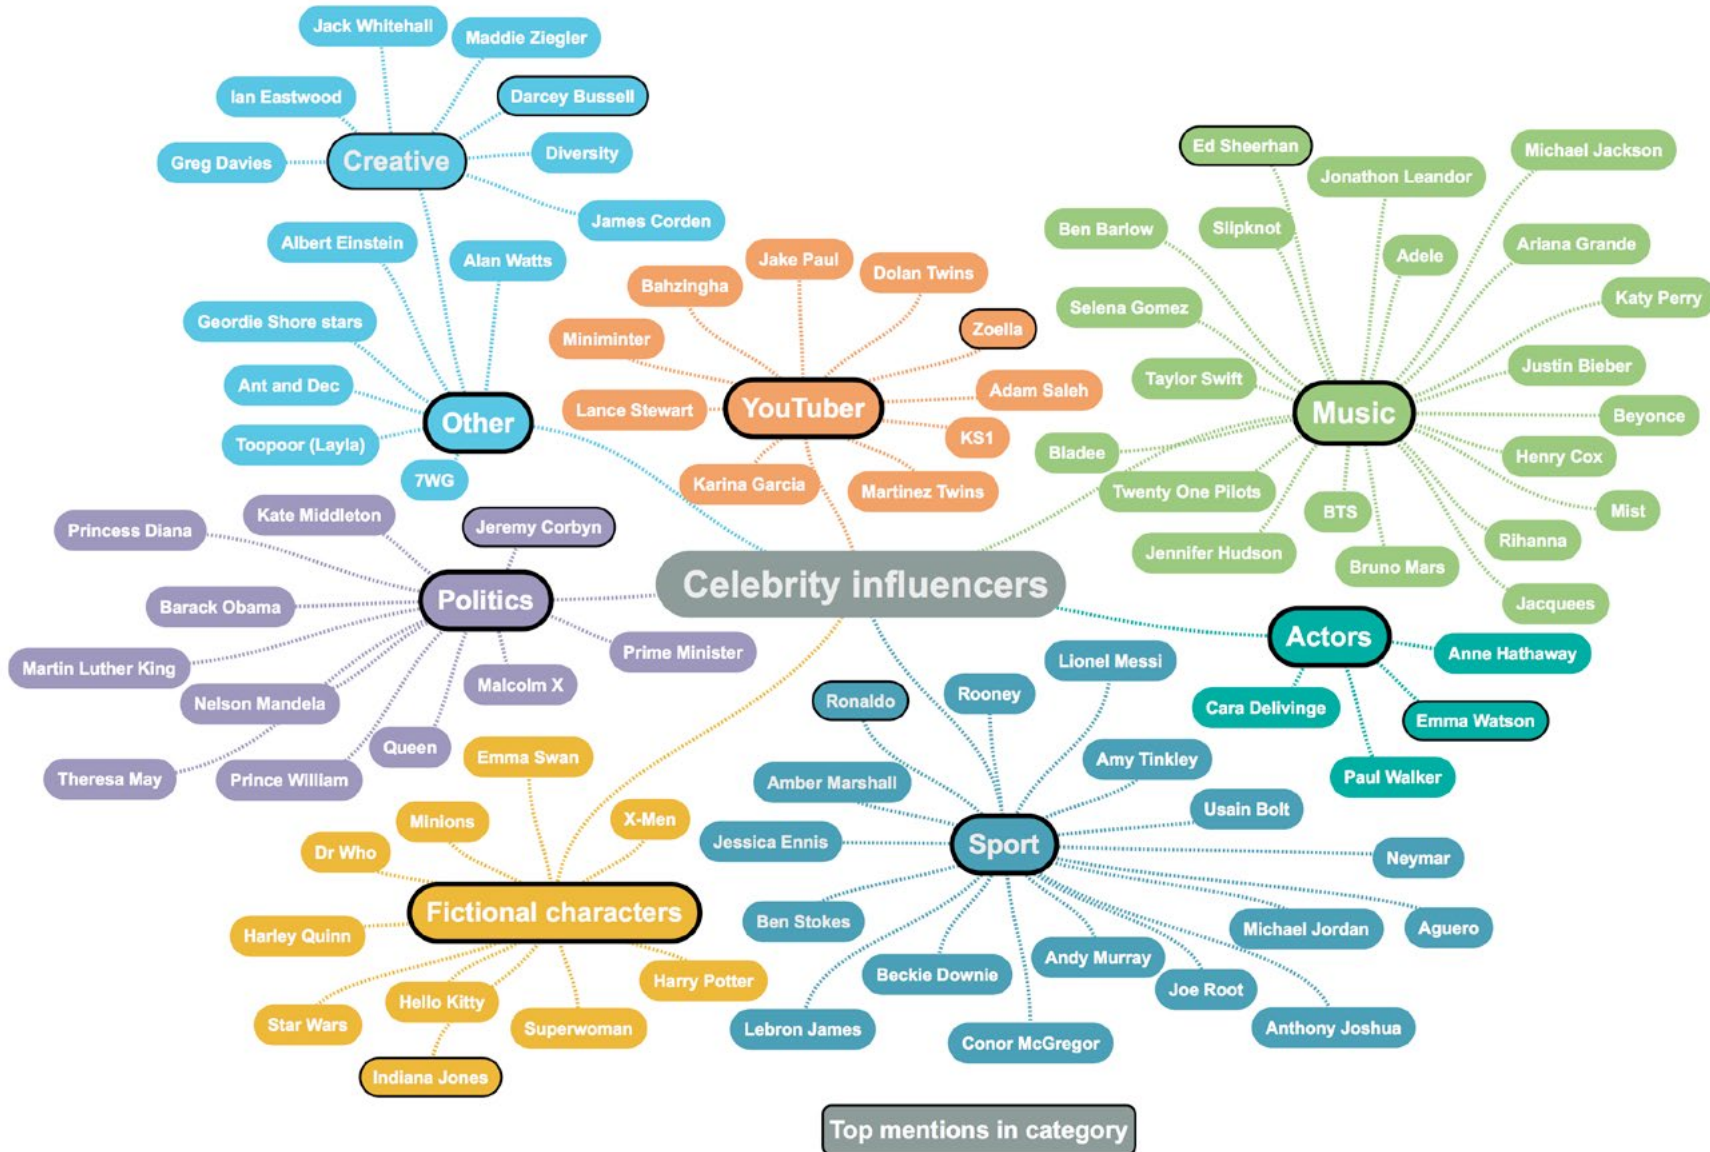 Jack Whitehall
Maddie Ziegler
Ian Eastwood
Darcey Bussell
Greg Davies
Creative
Diversity
James Corden
Albert Einstein
Alan Watts
Geordie Shore stars
Ant and Dec
Other
Toopoor (Layla)
7WG
Jake Paul
Dolan Twins
Bahzingha
Zoella
Miniminter
Adam Saleh
Lance Stewart
YouTuber
KS1
Karina Garcia
Martinez Twins
Ed Sheerhan
Michael Jackson
Jonathon Leandor
Ben Barlow
Slipknot
Adele
Ariana Grande
Selena Gomez
Katy Perry
Taylor Swift
Justin Bieber
Music
Beyonce
Bladee
Henry Cox
Twenty One Pilots
BTS
Mist
Jennifer Hudson
Rihanna
Bruno Mars
Jacquees
Celebrity influencers
Kate Middleton
Princess Diana
Jeremy Corbyn
Barack Obama
Politics
Prime Minister
Martin Luther King
Malcolm X
Nelson Mandela
Queen
Theresa May
Prince William
Actors
Anne Hathaway
Cara Delivinge
Emma Watson
Paul Walker
Lionel Messi
Rooney
Ronaldo
Amy Tinkley
Amber Marshall
Usain Bolt
Jessica Ennis
Sport
Neymar
Ben Stokes
Michael Jordan
Aguero
Beckie Downie
Andy Murray
Joe Root
Lebron James
Conor McGregor
Anthony Joshua
Emma Swan
Minions
X-Men
Dr Who
Fictional characters
Harley Quinn
Harry Potter
Star Wars
Hello Kitty
Superwoman
Indiana Jones
Top mentions in category